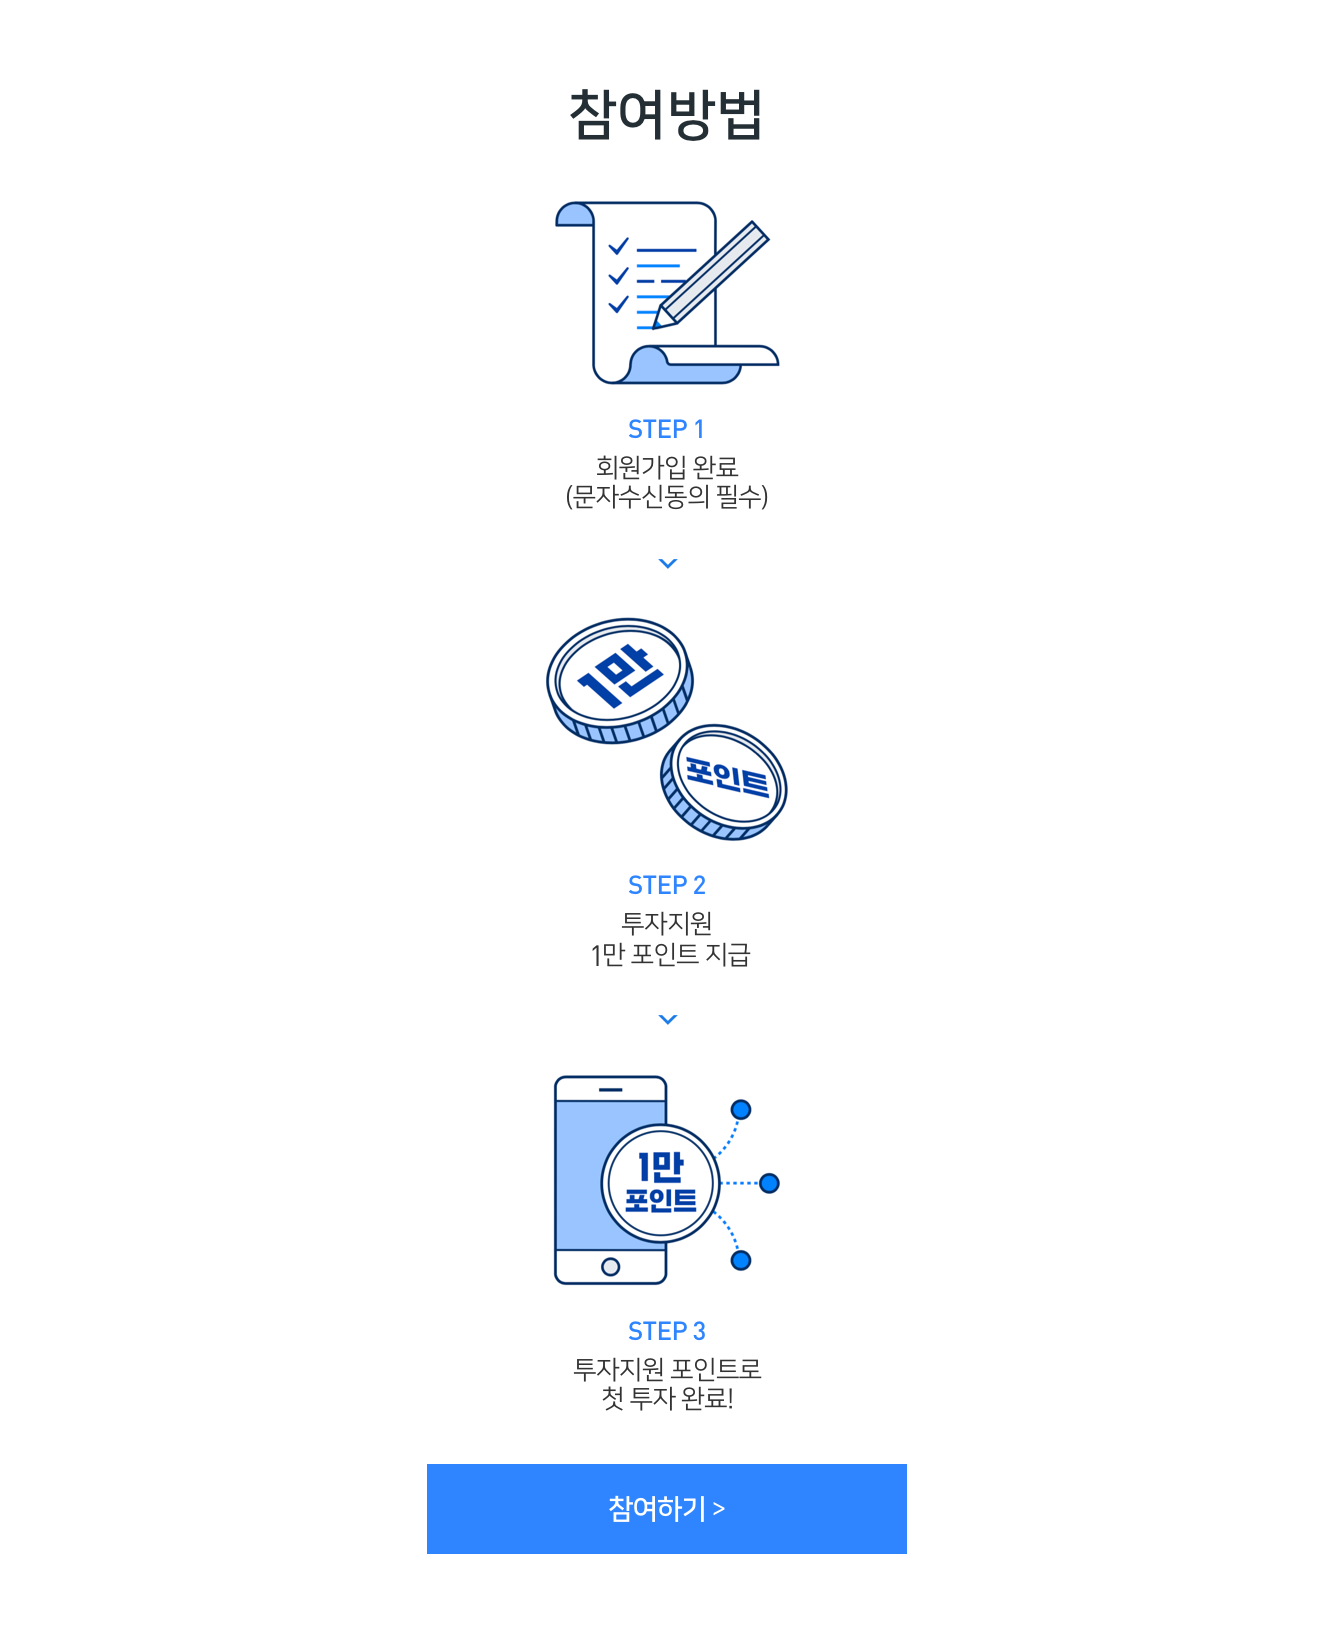 참여방법
STEP 1
회원가입 완료
(문자수신동의 필수)
1만
포인트
STEP 2
투자지원
1만 포인트 지급
1만
포인트
STEP 3
투자지원 포인트로
첫 투자 완료!
참여하기 >